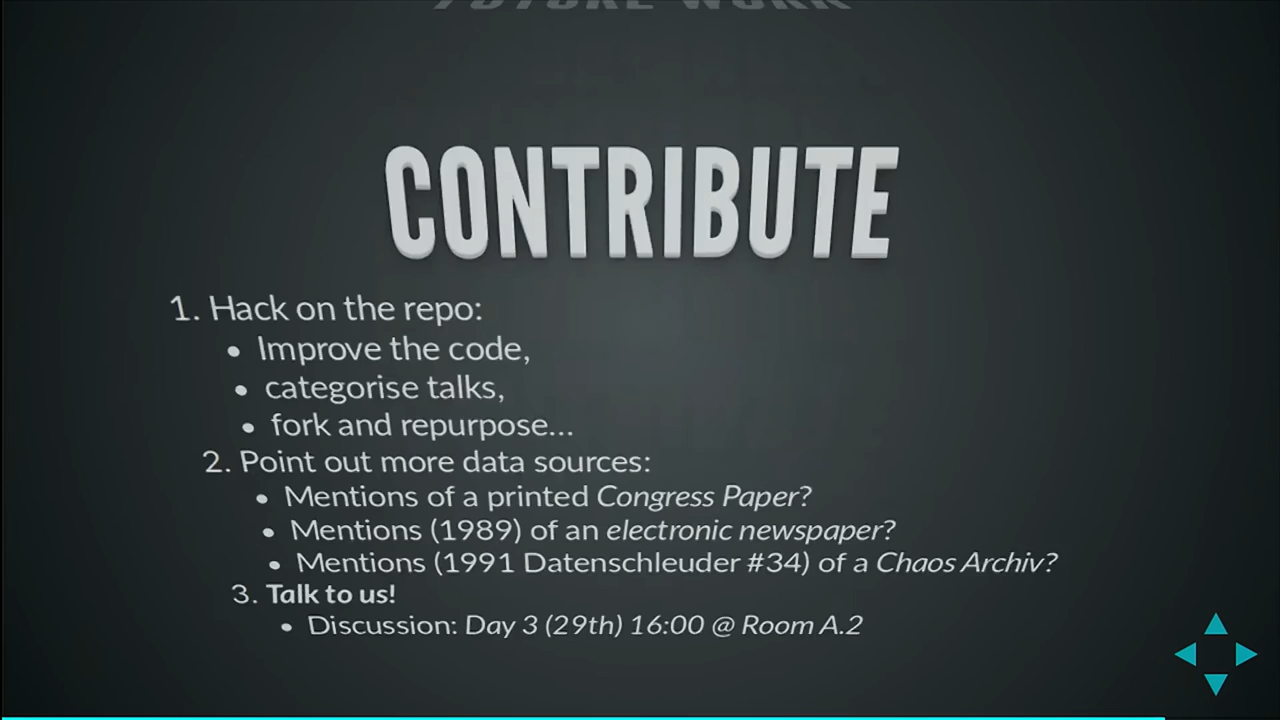 FUTURE WORK
CONTRIBUTE
1. Hack on the repo:
• Improve the code,
• categorise talks,
• fork and repurpose...
2. Point out more data sources:
• Mentions of a printed Congress Paper?
• Mentions (1989) of an electronic newspaper?
• Mentions (1991 Datenschleuder #34) of a Chaos Archiv?
3. Talk to us!
• Discussion: Day 3 (29th) 16:00 @ Room A.2